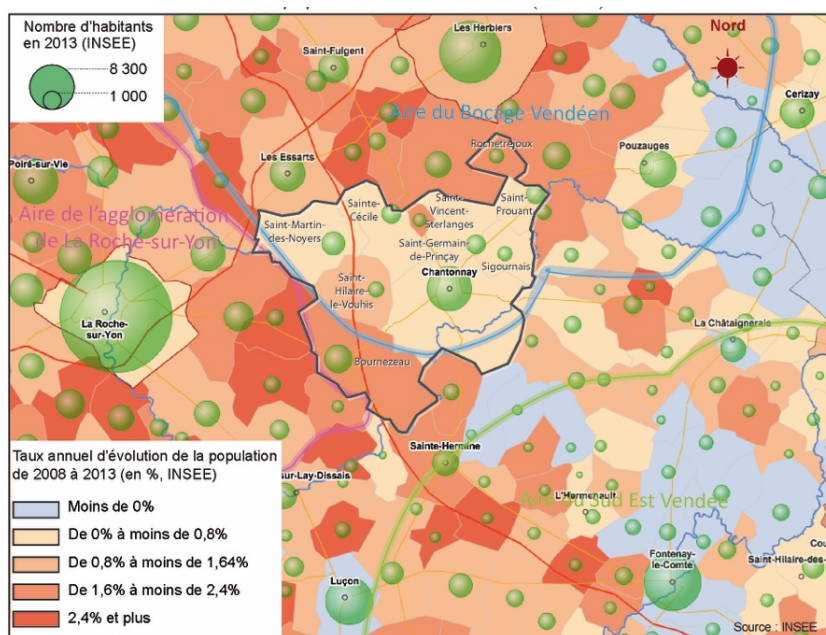 Nombre d'habitants
en 2013 (INSEE)
8 300
1 000
Les Herbiers
Nord
Saint-Fulgent
Cerizay
Aire du Bocage Vendéen
Rochetrejoux
Pouzauges
Poiré-sur-Vie
Les Essarts
Aire de l'agglomération
de La Roche-sur-Yon
Sainte-
Cécile
Saint-
Vincent-
Sterlanges
Saint-
Prouant
Saint-Martin-
des-Noyers
Saint-Germain-
de-Prinçay
Sigournais
Chantonnay
Saint-
Hilaire-
le-Vouhis
La Roche-
sur-Yon
La Châtaigneraie
Bournezeau
Sainte-Hermine
Taux annuel d'évolution de la population
de 2008 à 2013 (en %, INSEE)
Moins de 0%
De 0% à moins de 0,8%
De 0,8% à moins de 1,64%
De 1,6% à moins de 2,4%
2,4% et plus
sur-Lay-Dissais
Aire du Sud Est Vendée
L'Hermenault
Luçon
Fontenay-
le-Comte
Saint-Hilaire-des-
Source : INSEE